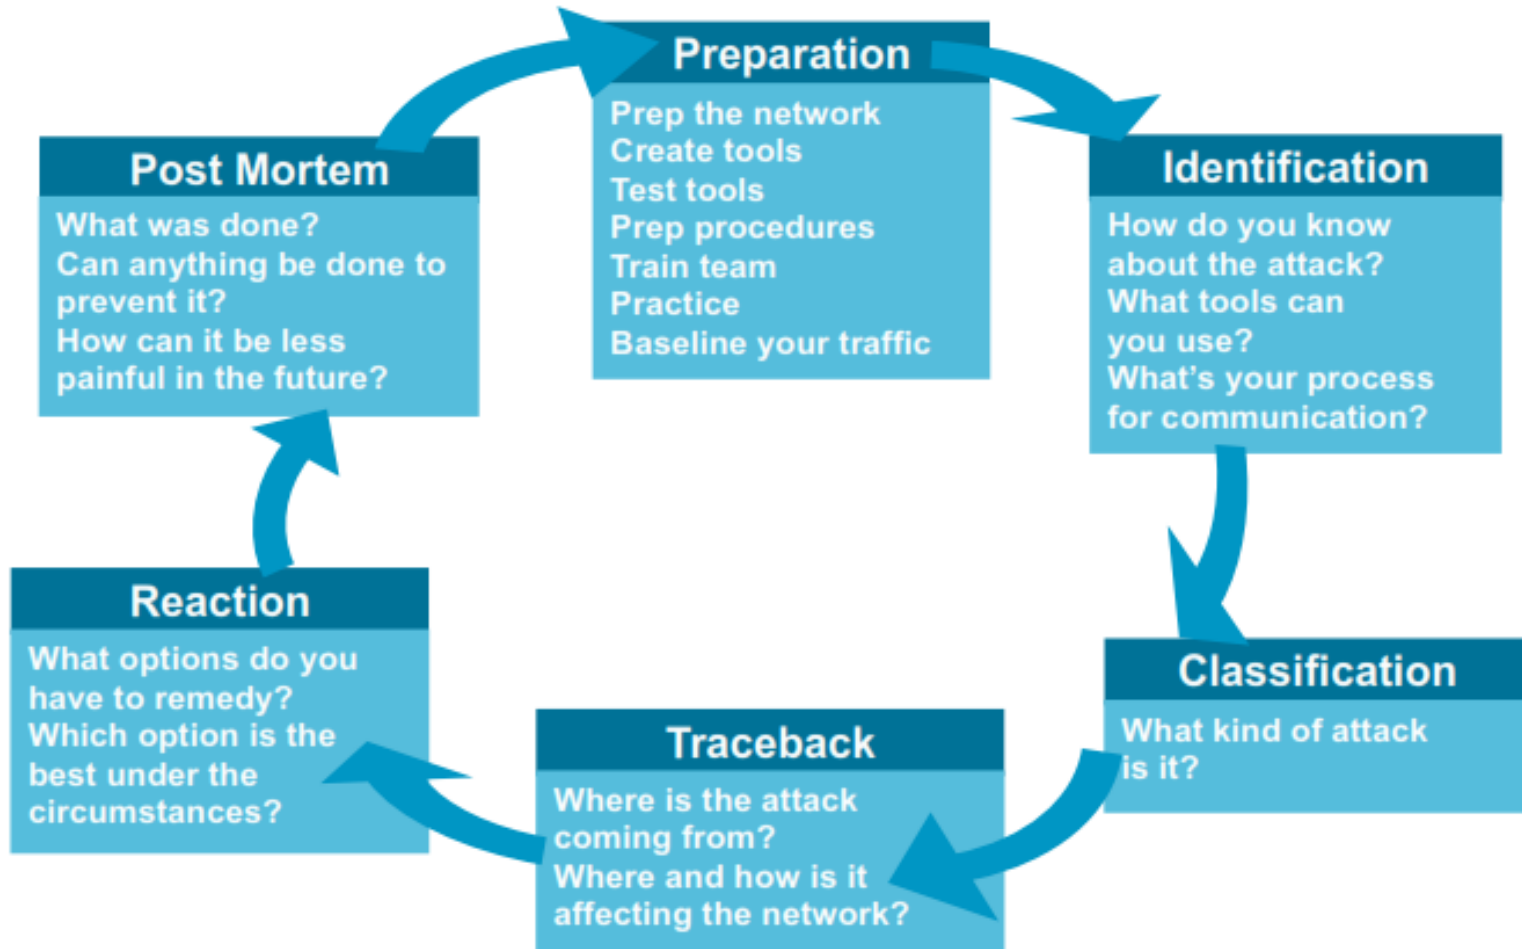 Preparation
Prep the network
Create tools
Test tools
Prep procedures
Train team
Practice
Baseline your traffic
Identification
How do you know
about the attack?
What tools can
you use?
What's your process
for communication?
Classification
What kind of attack
is it?
Traceback
Where is the attack
coming from?
Where and how is it
affecting the network?
Reaction
What options do you
have to remedy?
Which option is the
best under the
circumstances?
Post Mortem
What was done?
Can anything be done to
prevent it?
How can it be less
painful in the future?